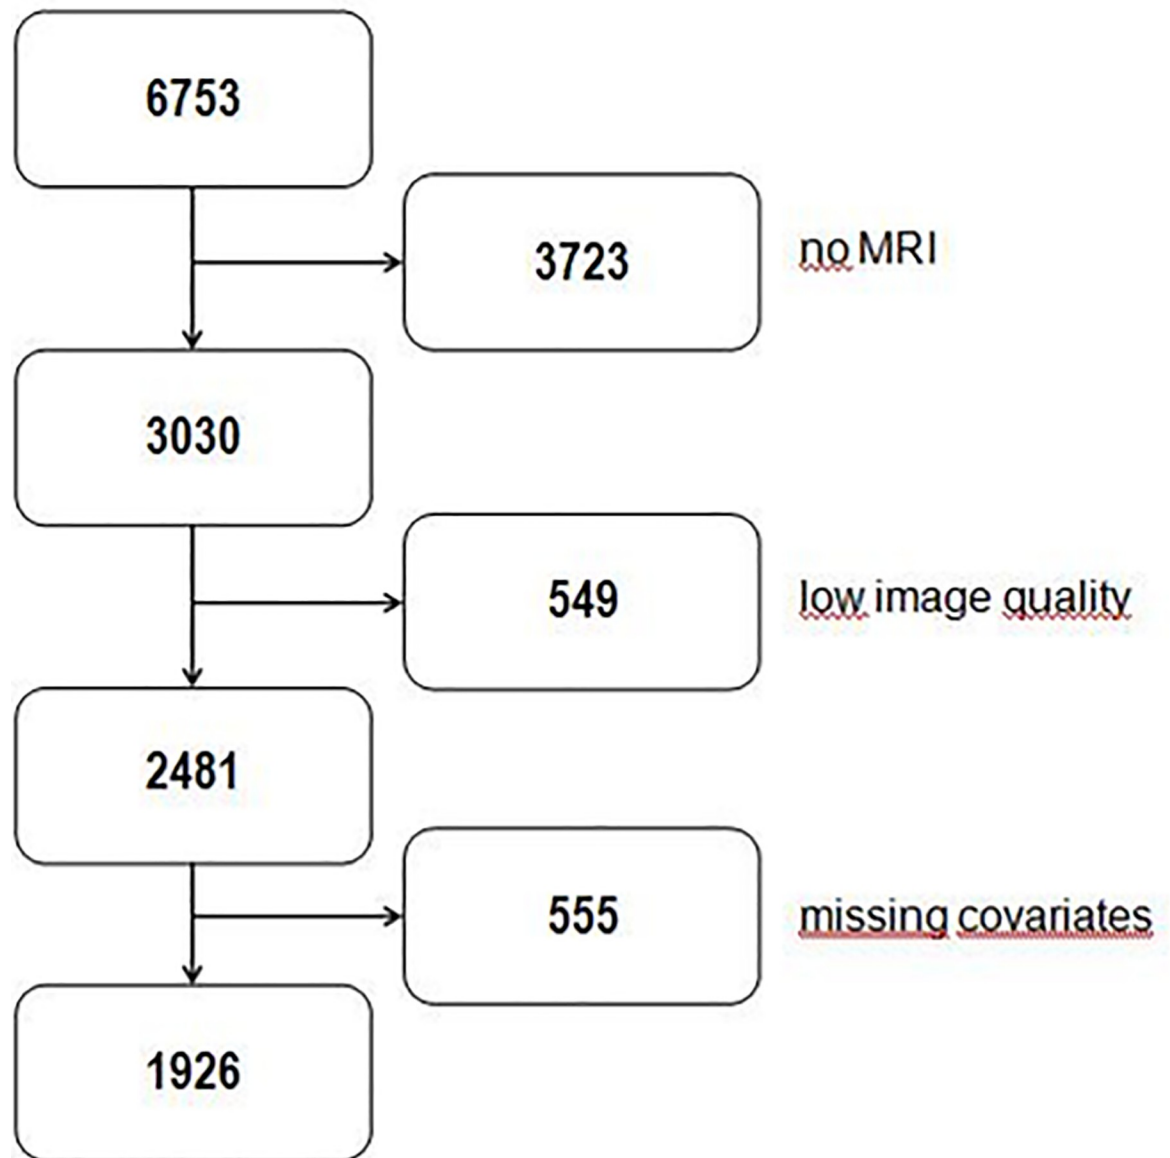 6753
3723
no MRI
3030
549
low image quality
2481
555
missing covariates
1926